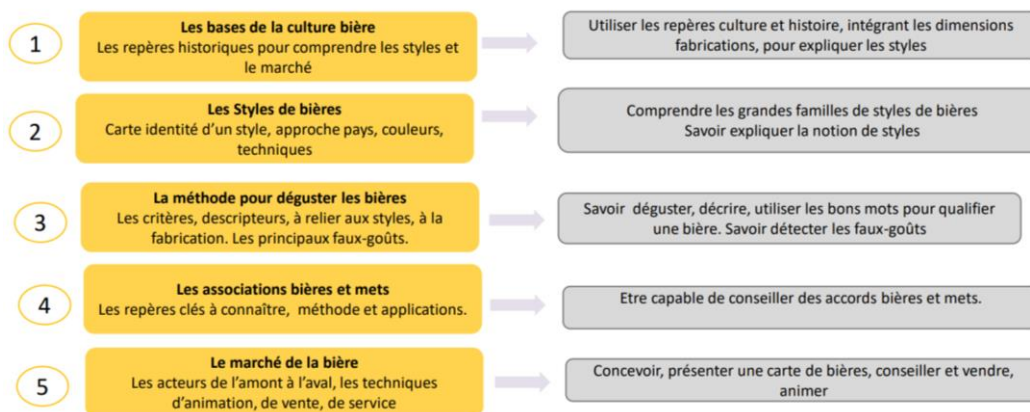 1
Les bases de la culture bière
Les repères historiques pour comprendre les styles et
le marché
Utiliser les repères culture et histoire, intégrant les dimensions
fabrications, pour expliquer les styles
2
Les Styles de bières
Carte identité d'un style, approche pays, couleurs,
techniques
Comprendre les grandes familles de styles de bières
Savoir expliquer la notion de styles
3
La méthode pour déguster les bières
Les critères, descripteurs, à relier aux styles, à la
fabrication. Les principaux faux-goûts.
Savoir déguster, décrire, utiliser les bons mots pour qualifier
une bière. Savoir détecter les faux-goûts
4
Les associations bières et mets
Les repères clés à connaître, méthode et applications.
Etre capable de conseiller des accords bières et mets.
5
Le marché de la bière
Les acteurs de l'amont à l'aval, les techniques
d'animation, de vente, de service
Concevoir, présenter une carte de bières, conseiller et vendre,
animer